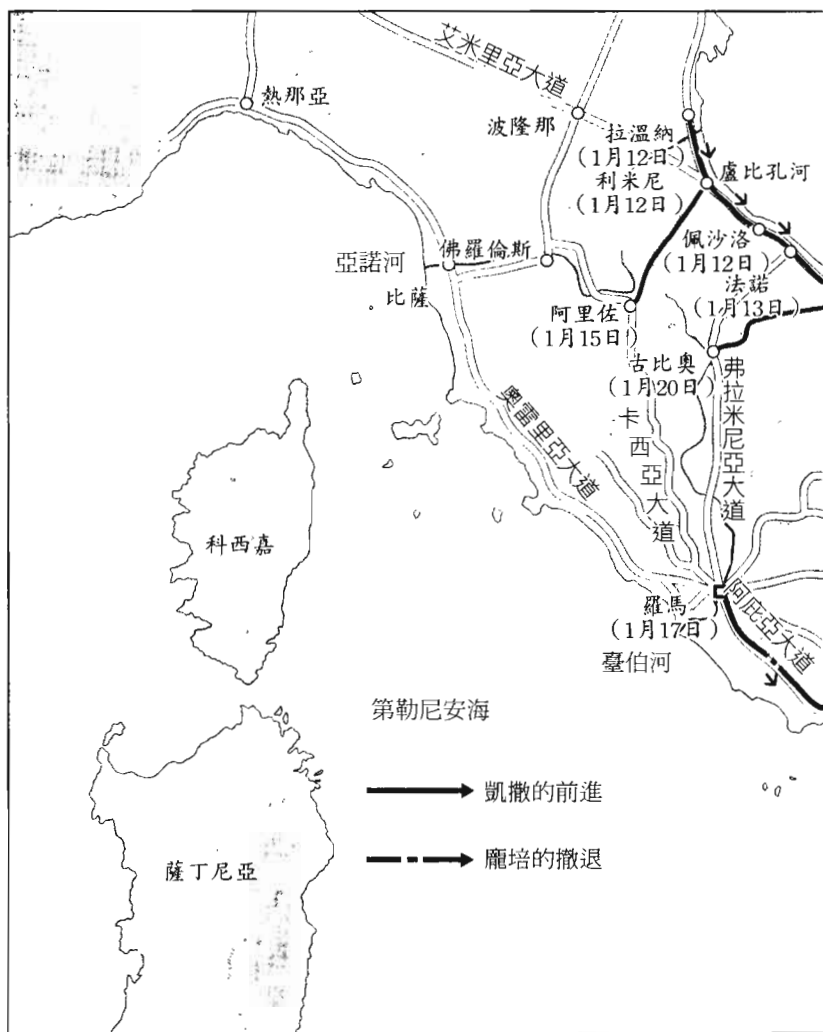 艾米里亞大道
熱那亞
波隆那
拉溫納
(1月12日)
利米尼
(1月12日)
盧比孔河
佩沙洛
(1月12日)
法諾
(1月13日)
佛羅倫斯
亞諾河
比薩
阿里佐
(1月15日)
古比奧
(1月20日)
弗拉米尼亞大道
卡西亞大道
奧雷里亞大道
科西嘉
羅馬
(1月17日)
阿庇亞大道
臺伯河
第勒尼安海
凱撒的前進
龐培的撤退
薩丁尼亞